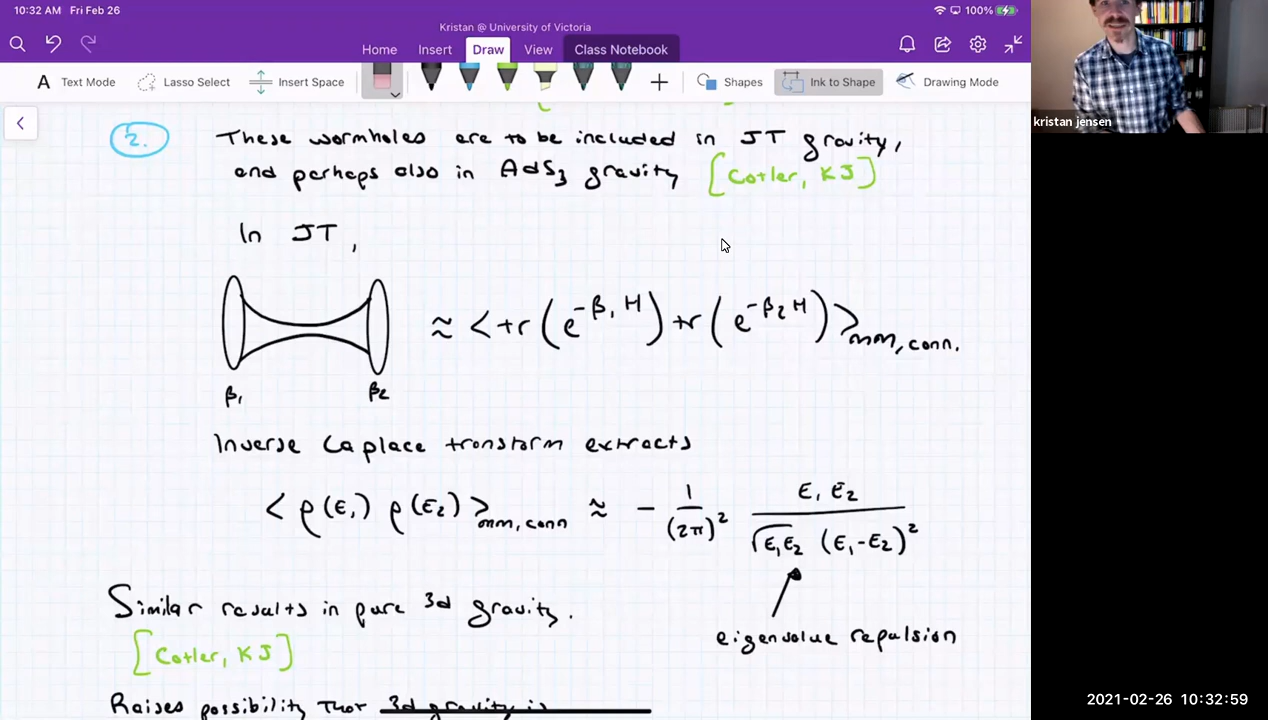 10:32 AM Fri Feb 26
100%
Kristan @ University of Victoria
Home Insert Draw View Class Notebook
A Text Mode Lasso Select Insert Space Shapes Ink to Shape Drawing Mode
kristan jensen
2. These wormholes are to be included in JT gravity,
and perhaps also in AdS₃ gravity [Cotler, KJ]
In JT,
≈ < tr(e^{-β₁H}) tr(e^{-β₂H}) >_{mm, conn.}
β₁ β₂
Inverse Laplace transform extracts
< ρ(E₁) ρ(E₂) >_{mm, conn} ≈ - 1/(2π)² E₁E₂/(√E₁E₂ (E₁-E₂)²)
Similar results in pure 3d gravity.
eigenvalue repulsion
[Cotler, KJ]
Raises possibility that 3d gravity is
2021-02-26 10:32:59